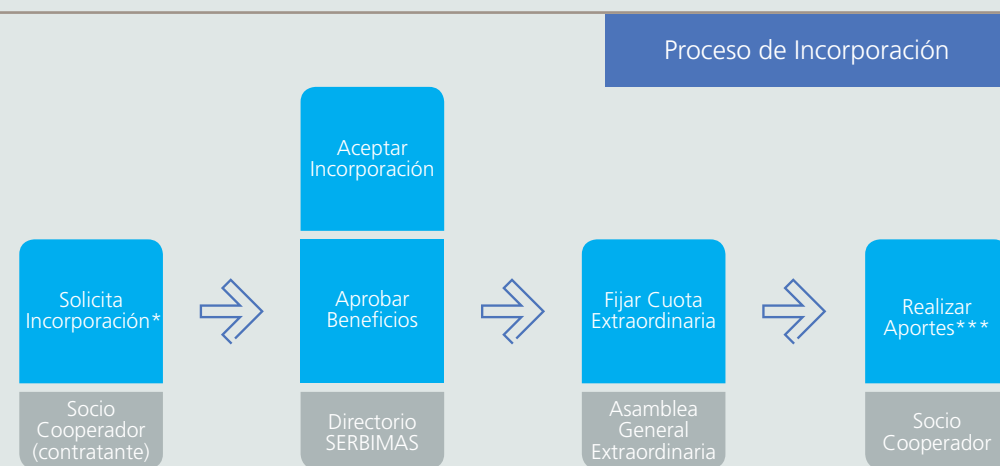 Proceso de Incorporación
Solicita
Incorporación*
Socio
Cooperador
(contratante)
Aceptar
Incorporación
Aprobar
Beneficios
Directorio
SERBIMAS
Fijar Cuota
Extraordinaria
Asamblea
General
Extraordinaria
Realizar
Aportes***
Socio
Cooperador